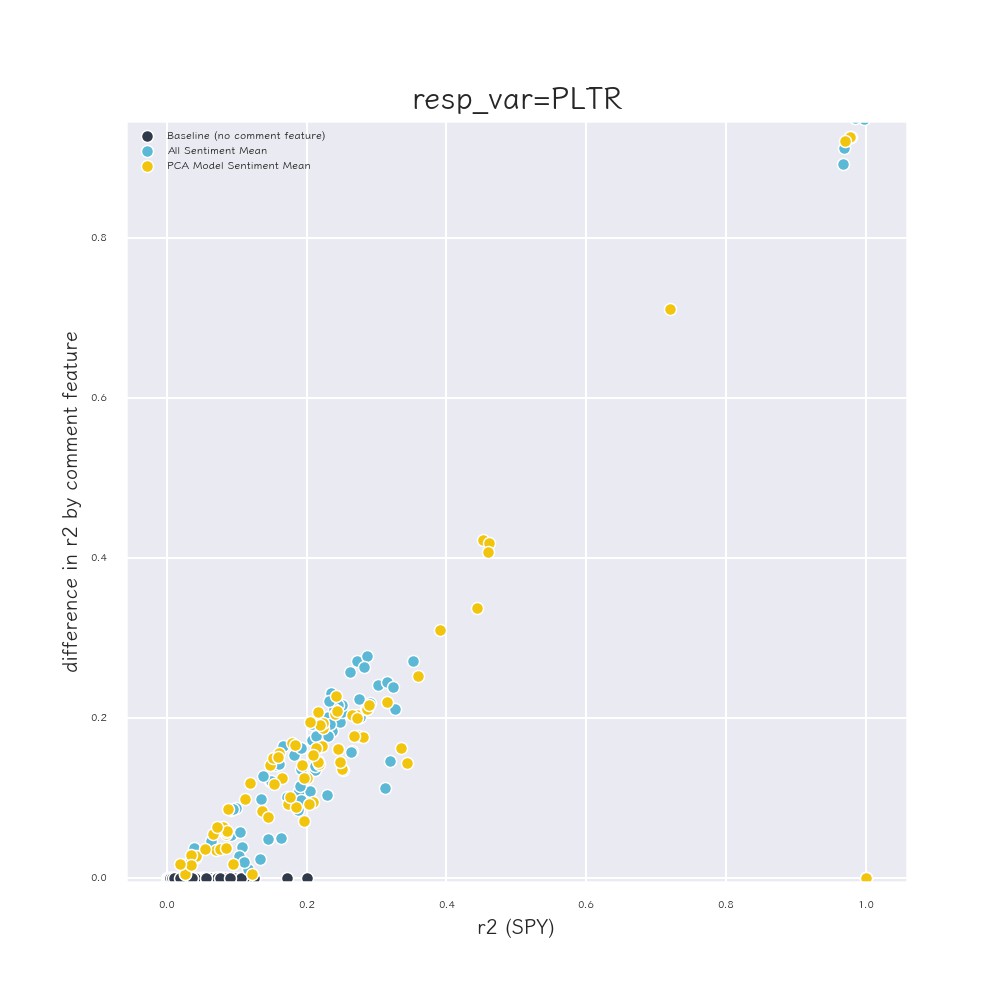 resp_var=PLTR
Baseline (no comment feature)
All Sentiment Mean
PCA Model Sentiment Mean
difference in r2 by comment feature
0.8
0.6
0.4
0.2
0.0
0.0 0.2 0.4 0.6 0.8 1.0
r2 (SPY)